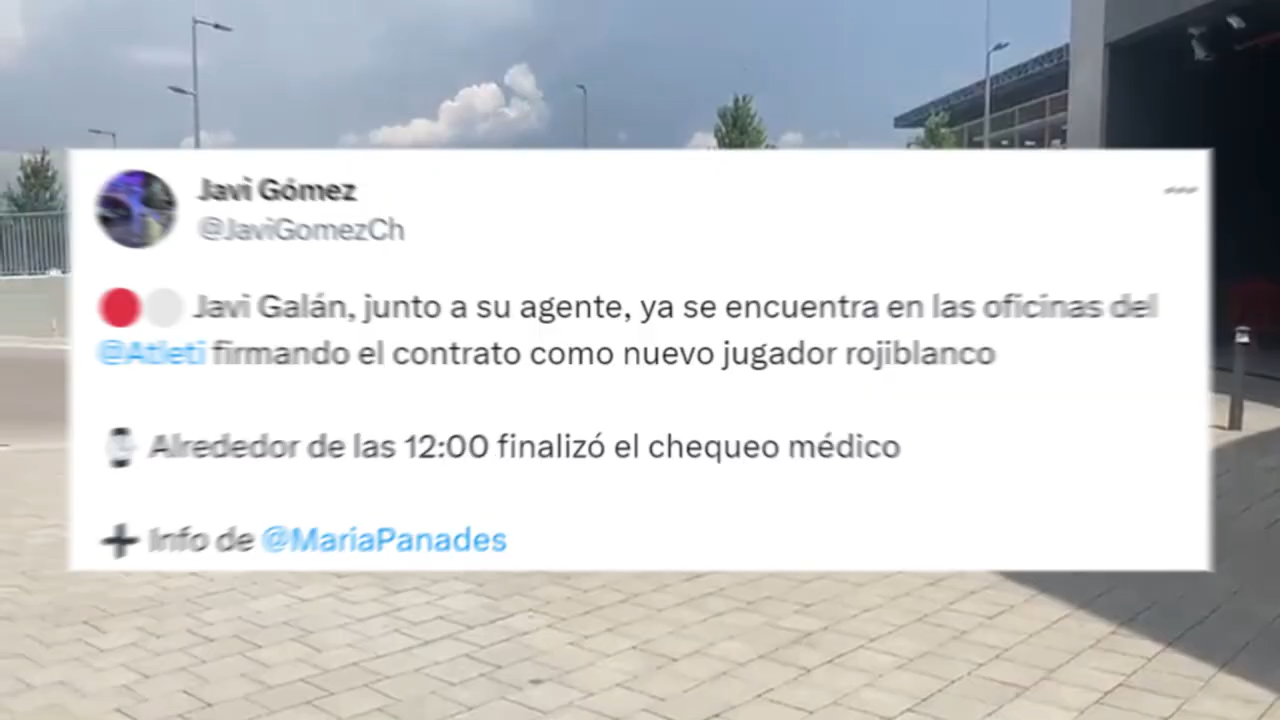 Javi Gómez
@JaviGomezCh
Javi Galán, junto a su agente, ya se encuentra en las oficinas del
@Atleti firmando el contrato como nuevo jugador rojiblanco
Alrededor de las 12:00 finalizó el chequeo médico
Info de @MariaPanades